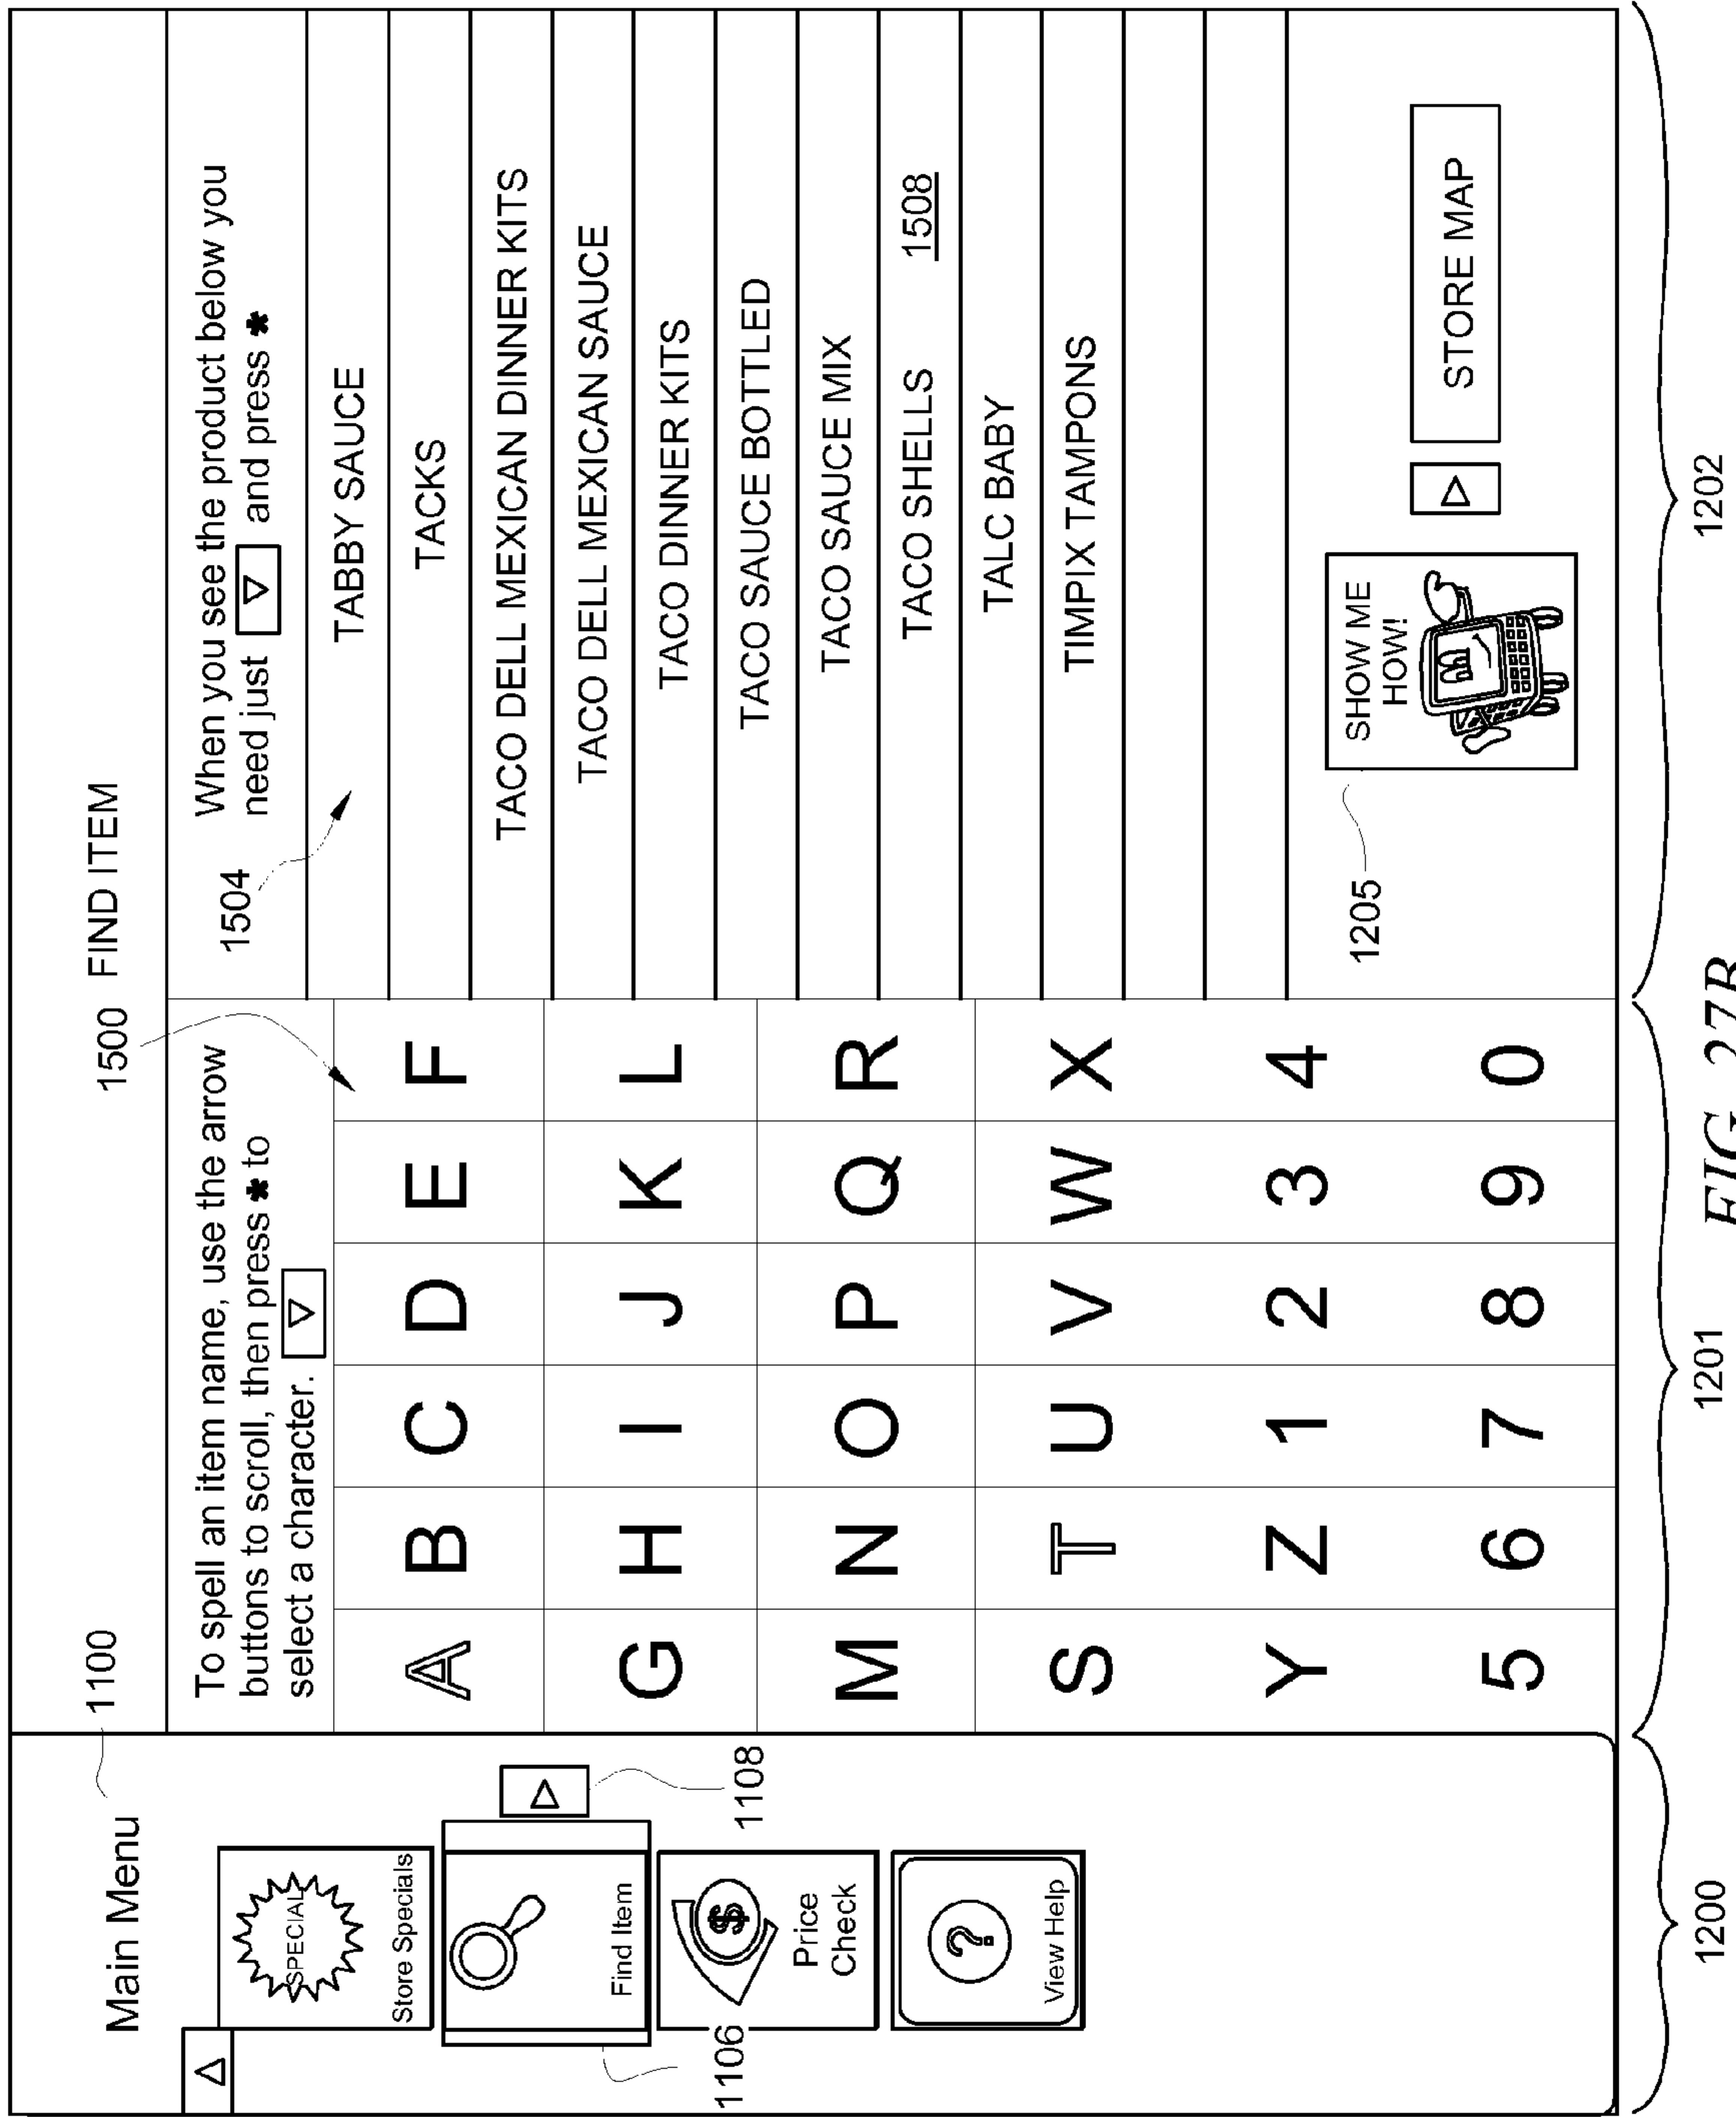 1100
1500 FIND ITEM
Main Menu
SPECIAL
Store Specials
Find Item
1108
1106
$
Price
Check
?
View Help
To spell an item name, use the arrow
buttons to scroll, then press * to
select a character.
A B C D E F
G H I J K L
M N O P Q R
S T U V W X
Y Z 1 2 3 4
5 6 7 8 9 0
When you see the product below you
need just and press *
1504
TABBY SAUCE
TACKS
TACO DELL MEXICAN DINNER KITS
TACO DELL MEXICAN SAUCE
TACO DINNER KITS
TACO SAUCE BOTTLED
TACO SAUCE MIX
TACO SHELLS 1508
TALC BABY
TIMPIX TAMPONS
1205
SHOW ME
HOW!
m
STORE MAP
1200
1201
1202
FIG. 27B